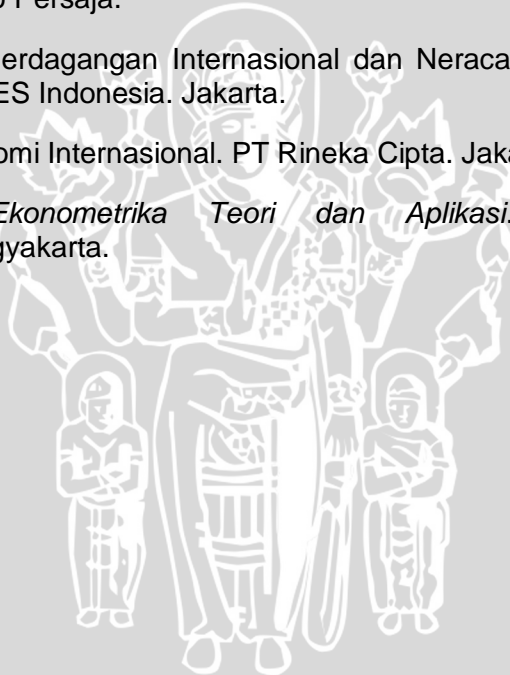 Persaja.
erdagangan Internasional dan Neraca
ES Indonesia. Jakarta.
omi Internasional. PT Rineka Cipta. Jaka
Ekonometrika Teori dan Aplikasi.
gyakarta.